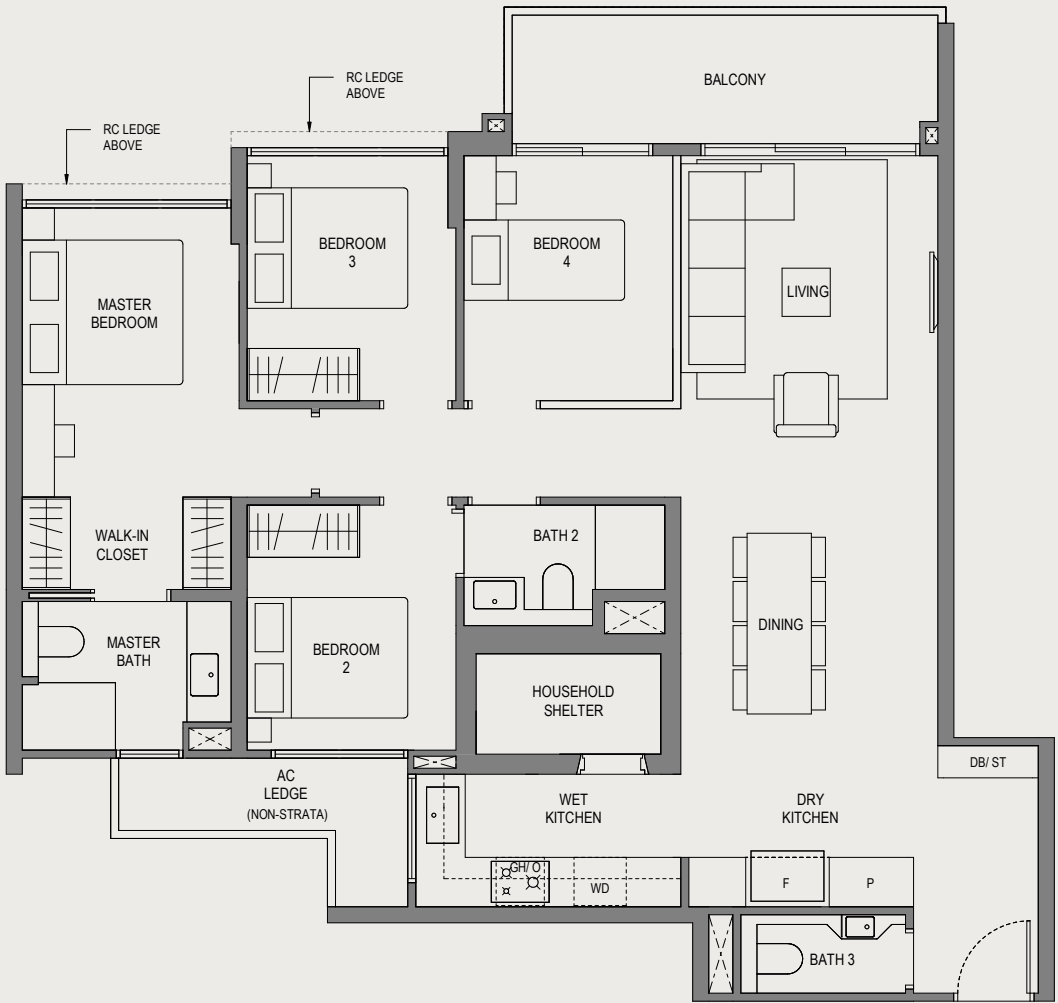 BALCONY
RC LEDGE
ABOVE
RC LEDGE
ABOVE
BEDROOM
3
BEDROOM
4
MASTER
BEDROOM
LIVING
WALK-IN
CLOSET
BATH 2
DINING
MASTER
BATH
BEDROOM
2
HOUSEHOLD
SHELTER
DB/ ST
AC
LEDGE
(NON-STRATA)
WET
KITCHEN
DRY
KITCHEN
GH/ O
WD
F
P
BATH 3